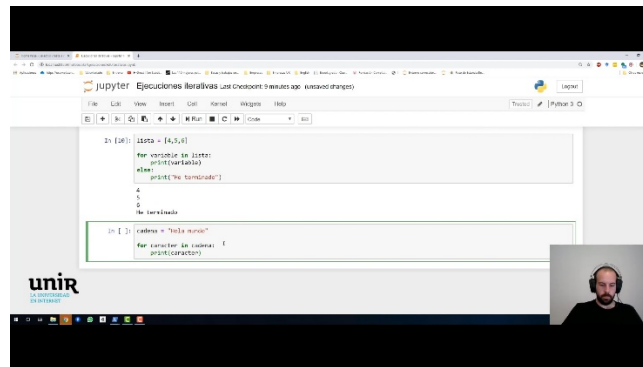 jupyter Ejecuciones iterativas Last Checkpoint: 9 minutes ago (unsaved changes)
Logout
File Edit View Insert Cell Kernel Widgets Help
Trusted Python 3
Run Code
In [10]: lista = [4,5,6]
for variable in lista:
print(variable)
else:
print("He terminado")
4
5
6
He terminado
In [ ]: cadena = "Hola mundo"
for caracter in cadena:
print(caracter)
unir
LA UNIVERSIDAD
EN INTERNET